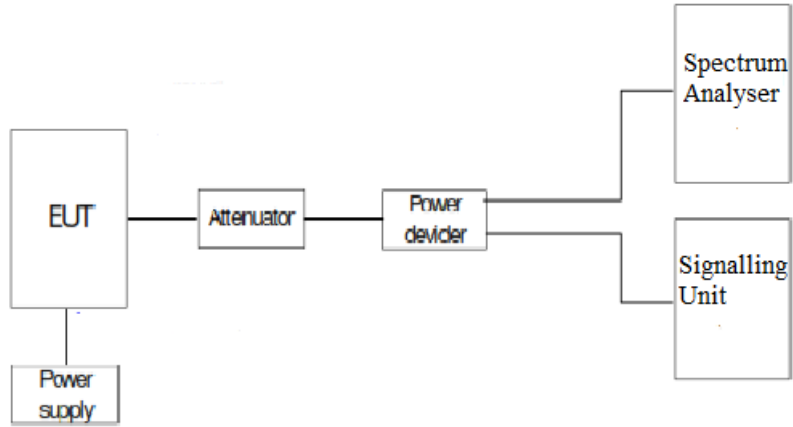 Spectrum
Analyser
EUT
Attenuator
Power
devider
Signalling
Unit
Power
supply